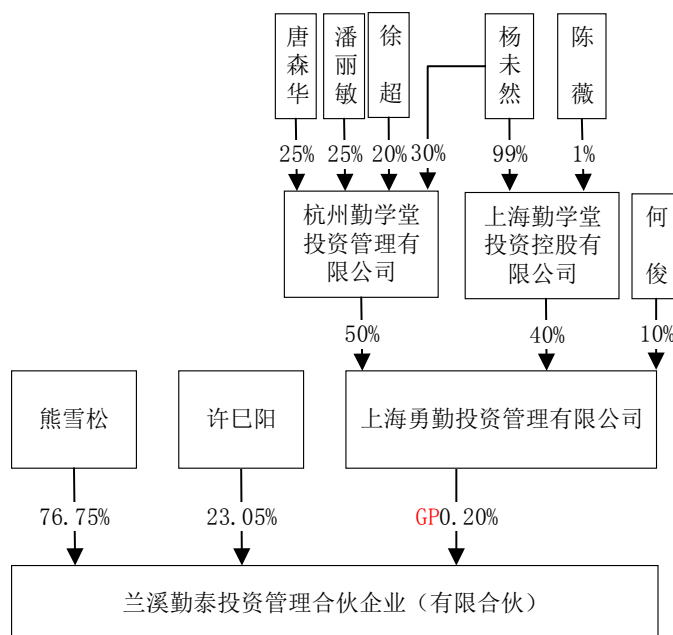 唐森华
潘丽敏
徐超
杨未然
陈薇
25%
25%
20%
30%
99%
1%
杭州勤学堂
投资管理有
限公司
上海勤学堂
投资控股有
限公司
何俊
50%
40%
10%
熊雪松
许巳阳
上海勇勤投资管理有限公司
76.75%
23.05%
GP0.20%
兰溪勤泰投资管理合伙企业（有限合伙）